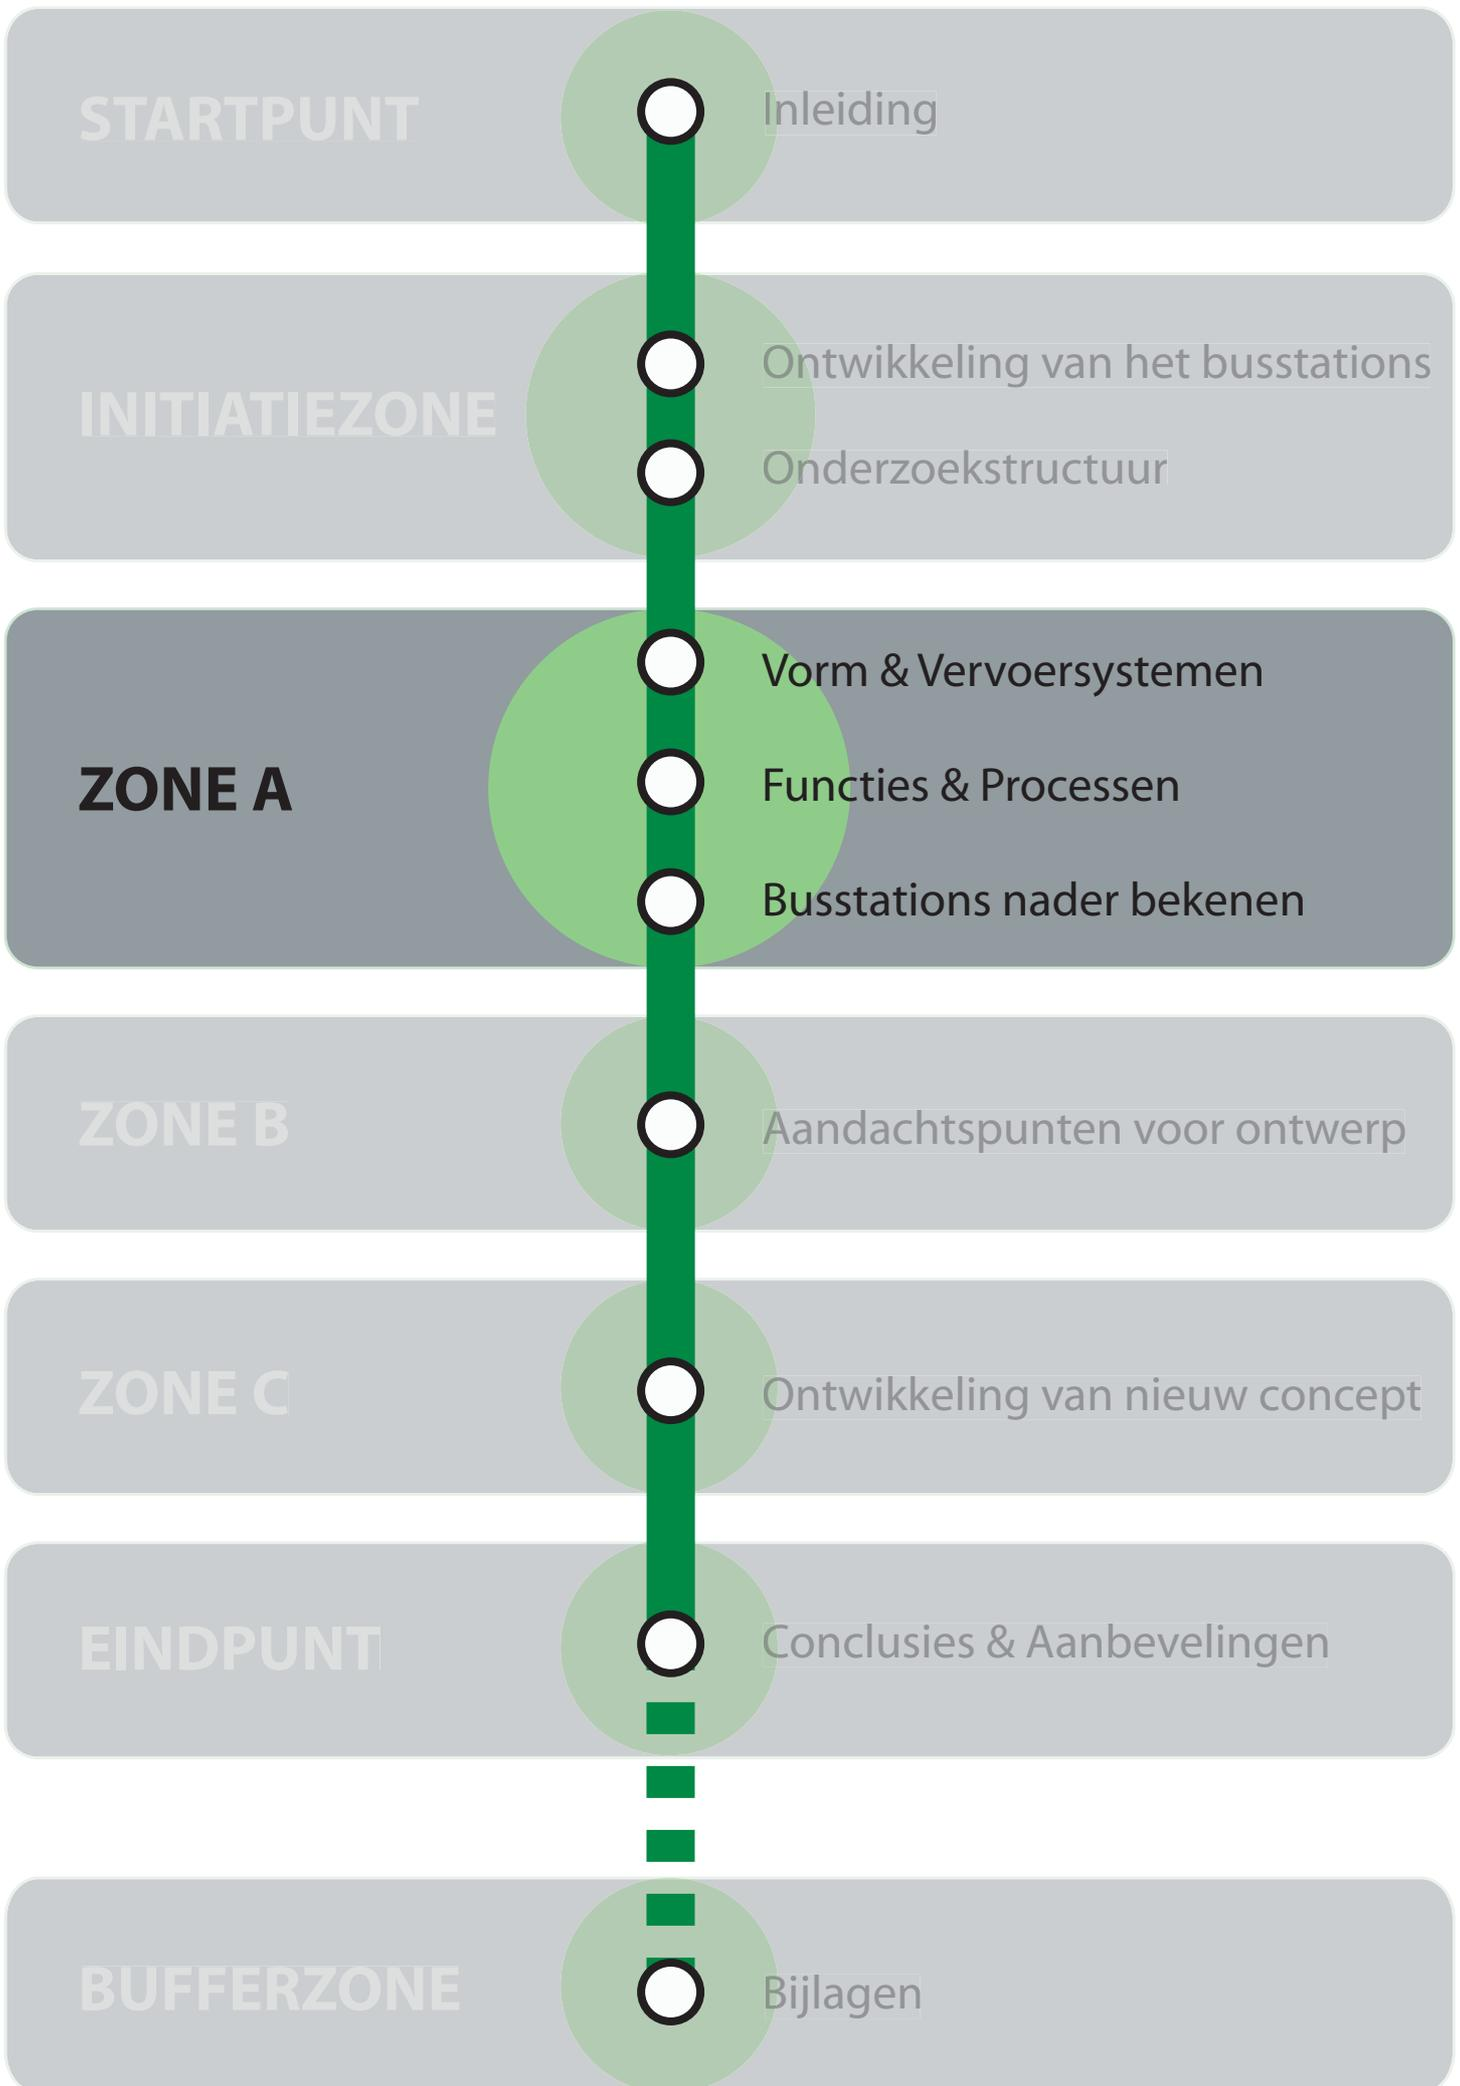 STARTPUNT
Inleiding
INITIATIEZONE
Ontwikkeling van het busstations
Onderzoekstructuur
ZONE A
Vorm & Vervoersystemen
Functies & Processen
Busstations nader bekenen
ZONE B
Aandachtspunten voor ontwerp
ZONE C
Ontwikkeling van nieuw concept
EINDPUNT
Conclusies & Aanbevelingen
BUFFERZONE
Bijlagen